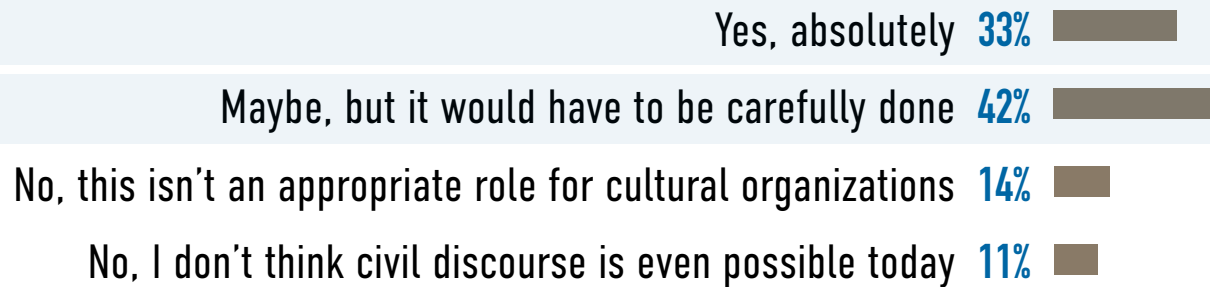 Yes, absolutely 33%
Maybe, but it would have to be carefully done 42%
No, this isn’t an appropriate role for cultural organizations 14%
No, I don’t think civil discourse is even possible today 11%